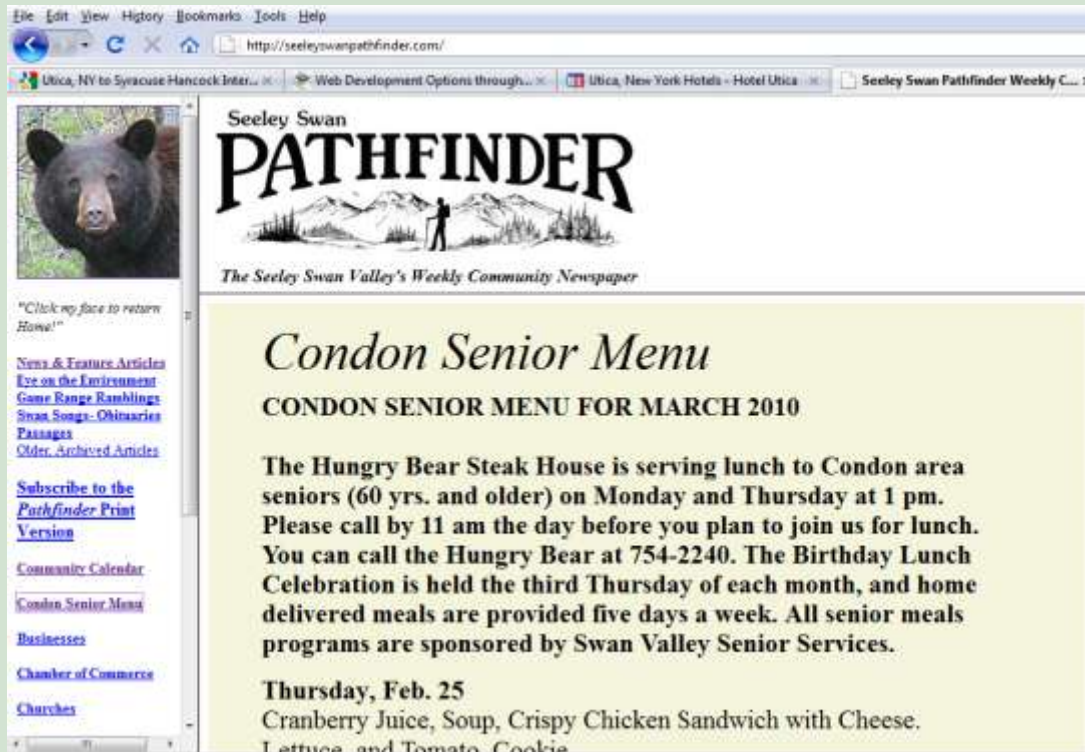 File Edit View History Bookmarks Tools Help
http://seeleyswanpathfinder.com/
Utica, NY to Syracuse Hancock Inter...
Web Development Options through...
Utica, New York Hotels - Hotel Utica
Seeley Swan Pathfinder Weekly C...
Seeley Swan
PATHFINDER
The Seeley Swan Valley's Weekly Community Newspaper
"Click my face to return
Home!"
News & Feature Articles
Eye on the Environment
Game Range Ramblings
Swan Songs- Obituaries
Passages
Older, Archived Articles
Subscribe to the
Pathfinder Print
Version
Community Calendar
Condon Senior Menu
Businesses
Chamber of Commerce
Churches
Condon Senior Menu
CONDON SENIOR MENU FOR MARCH 2010
The Hungry Bear Steak House is serving lunch to Condon area
seniors (60 yrs. and older) on Monday and Thursday at 1 pm.
Please call by 11 am the day before you plan to join us for lunch.
You can call the Hungry Bear at 754-2240. The Birthday Lunch
Celebration is held the third Thursday of each month, and home
delivered meals are provided five days a week. All senior meals
programs are sponsored by Swan Valley Senior Services.
Thursday, Feb. 25
Cranberry Juice, Soup, Crispy Chicken Sandwich with Cheese.
Lettuce, and Tomato, Cookie